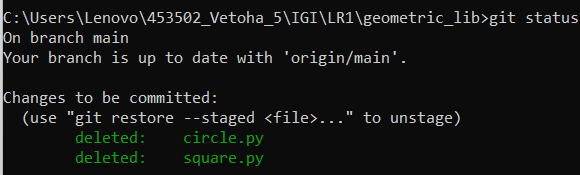 C:\Users\Lenovo\453502_Vetoha_5\IGI\LR1\geometric_lib>git status
On branch main
Your branch is up to date with 'origin/main'.
Changes to be committed:
(use "git restore --staged <file>..." to unstage)
deleted: circle.py
deleted: square.py